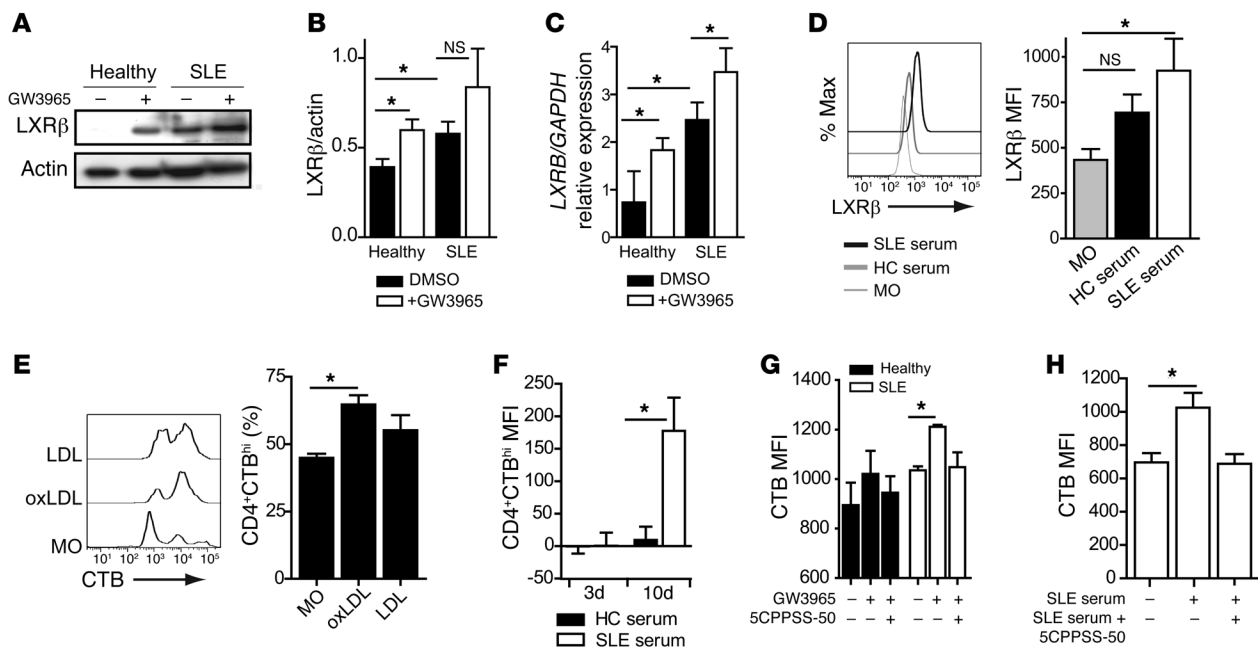 A
Healthy SLE
GW3965 – + – +
LXRβ
Actin
B
LXRβ/actin
1.0
0.5
0.0
*
*
NS
Healthy SLE
DMSO
+GW3965
C
LXRB/GAPDH
relative expression
4
3
2
1
0
*
*
*
Healthy SLE
DMSO
+GW3965
D
% Max
10¹ 10² 10³ 10⁴ 10⁵
LXRβ
SLE serum
HC serum
MO
LXRβ MFI
1000
750
500
250
0
*
NS
MO
HC serum
SLE serum
E
LDL
oxLDL
MO
10¹ 10² 10³ 10⁴ 10⁵
CTB
CD4⁺CTBʰⁱ (%)
75
50
25
0
*
MO
oxLDL
LDL
F
CD4⁺CTBʰⁱ MFI
250
200
150
100
50
0
-50
*
3d 10d
HC serum
SLE serum
G
Healthy
SLE
CTB MFI
1400
1200
1000
800
600
*
GW3965 – + + – + +
5CPPSS-50 – – + – – +
H
CTB MFI
1200
1000
800
600
400
200
0
*
SLE serum – + +
SLE serum + – – +
5CPPSS-50